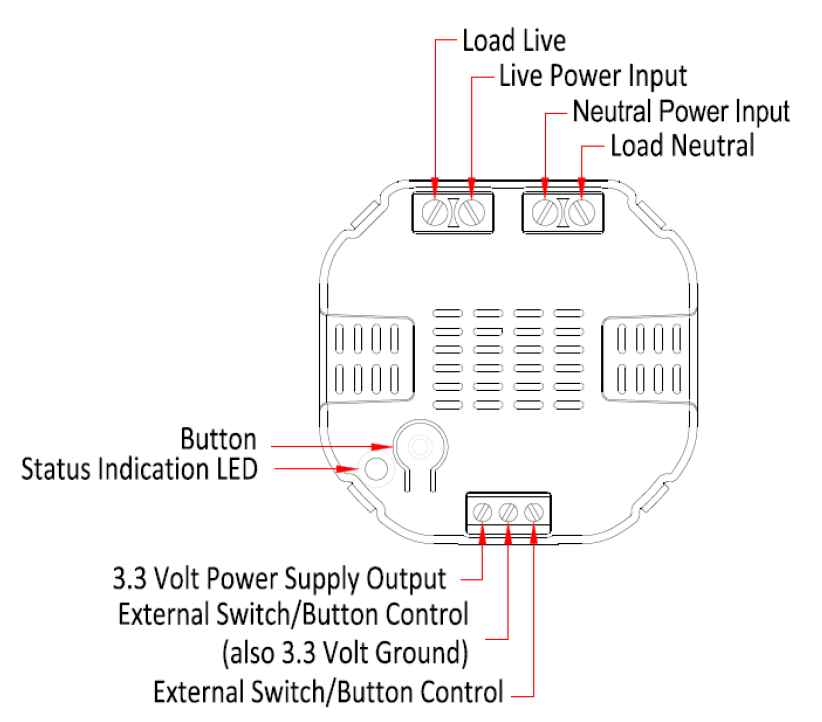 Load Live
Live Power Input
Neutral Power Input
Load Neutral
Button
Status Indication LED
3.3 Volt Power Supply Output
External Switch/Button Control
(also 3.3 Volt Ground)
External Switch/Button Control